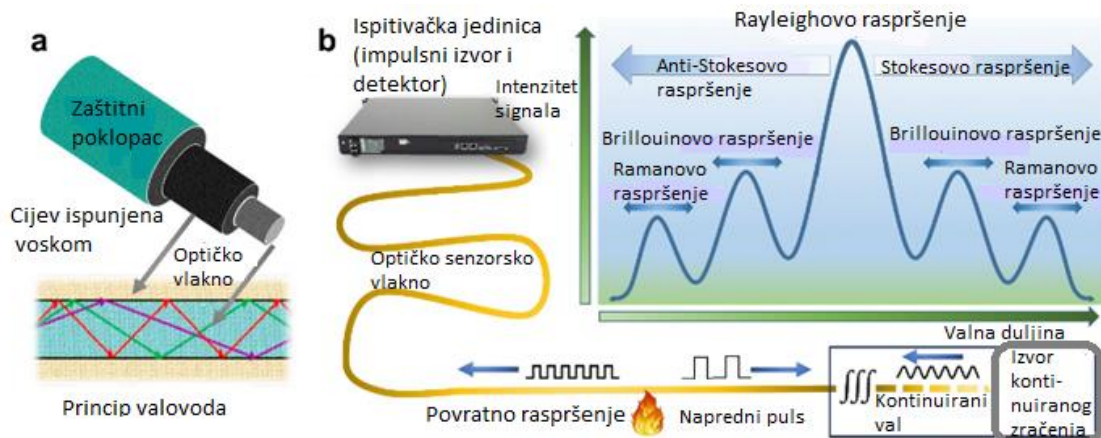 a
Zaštitni
poklopac
Cijev ispunjena
voskom
Optičko
vlakno
Princip valovoda
b
Ispitivačka jedinica
(impulsni izvor i
detektor)
Optičko senzorsko
vlakno
Rayleighovo raspršenje
Intenzitet
signala
Anti-Stokesovo
raspršenje
Stokesovo raspršenje
Brillouinovo raspršenje
Ramanovo
raspršenje
Brillouinovo raspršenje
Ramanovo
raspršenje
Valna duljina
Povratno raspršenje
Napredni puls
Kontinuirani
val
Izvor
konti-
nuiranog
zračenja